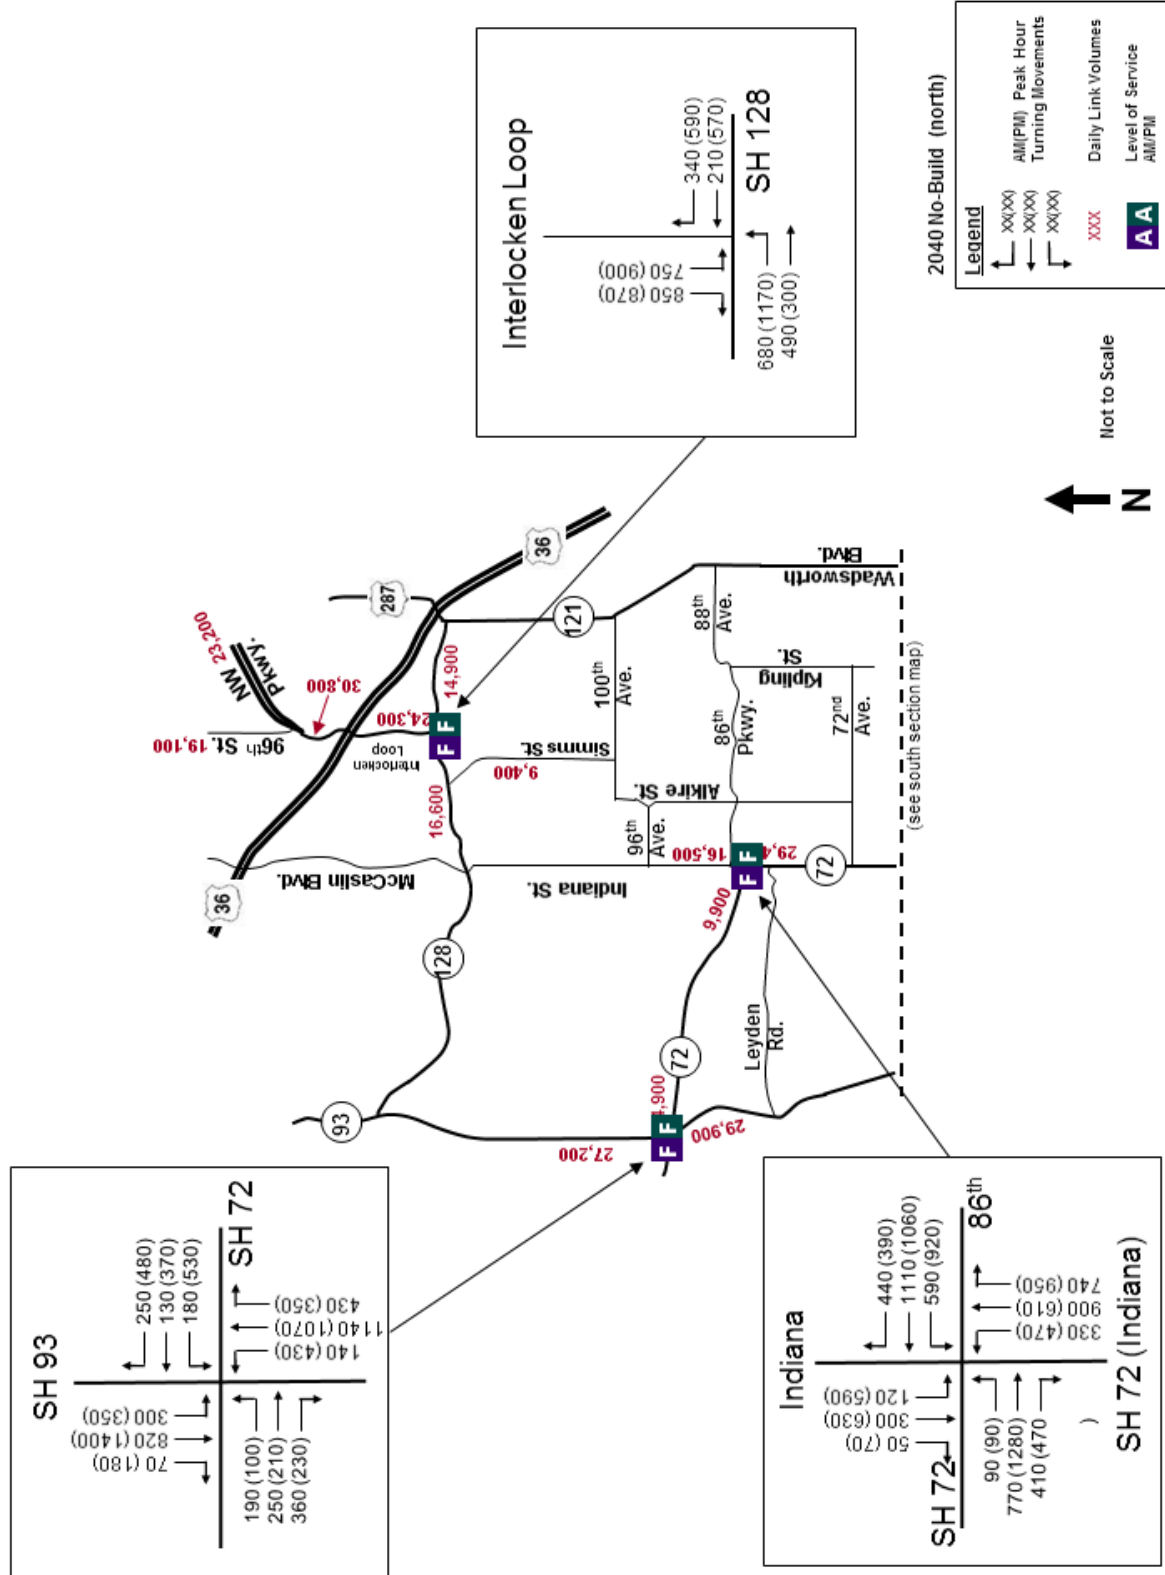 SH 93
70 (180)
820 (1400)
300 (350)
250 (480)
130 (370)
180 (530)
SH 72
190 (100)
250 (210)
360 (230)
140 (430)
1140 (1070)
430 (350)
Interlocken Loop
850 (870)
750 (900)
340 (590)
210 (570)
SH 128
680 (1170)
490 (300)
36
McCaslin Blvd.
96th St.
19,100
NW
Pkwy.
23,200
30,800
287
36
93
128
16,600
Interlocken
Loop
24,300
F F
14,900
27,200
Simms St.
9,400
100th
Ave.
121
Indiana St.
96th
Ave.
Alkire St.
F F
4,900
29,900
72
9,900
16,500
F F
29,4
86th
Pkwy.
88th
Ave.
Kipling
St.
Wadsworth
Blvd.
Leyden
Rd.
72
72nd
Ave.
(see south section map)
Indiana
50 (70)
300 (630)
120 (590)
440 (390)
1110 (1060)
590 (920)
SH 72
86th
90 (90)
770 (1280)
410 (470
)
330 (470)
900 (610)
740 (950)
SH 72 (Indiana)
N
Not to Scale
2040 No-Build (north)
Legend
XX(XX)
XX(XX)
XX(XX)
AM(PM) Peak Hour
Turning Movements
XXX
Daily Link Volumes
A A
Level of Service
AM/PM